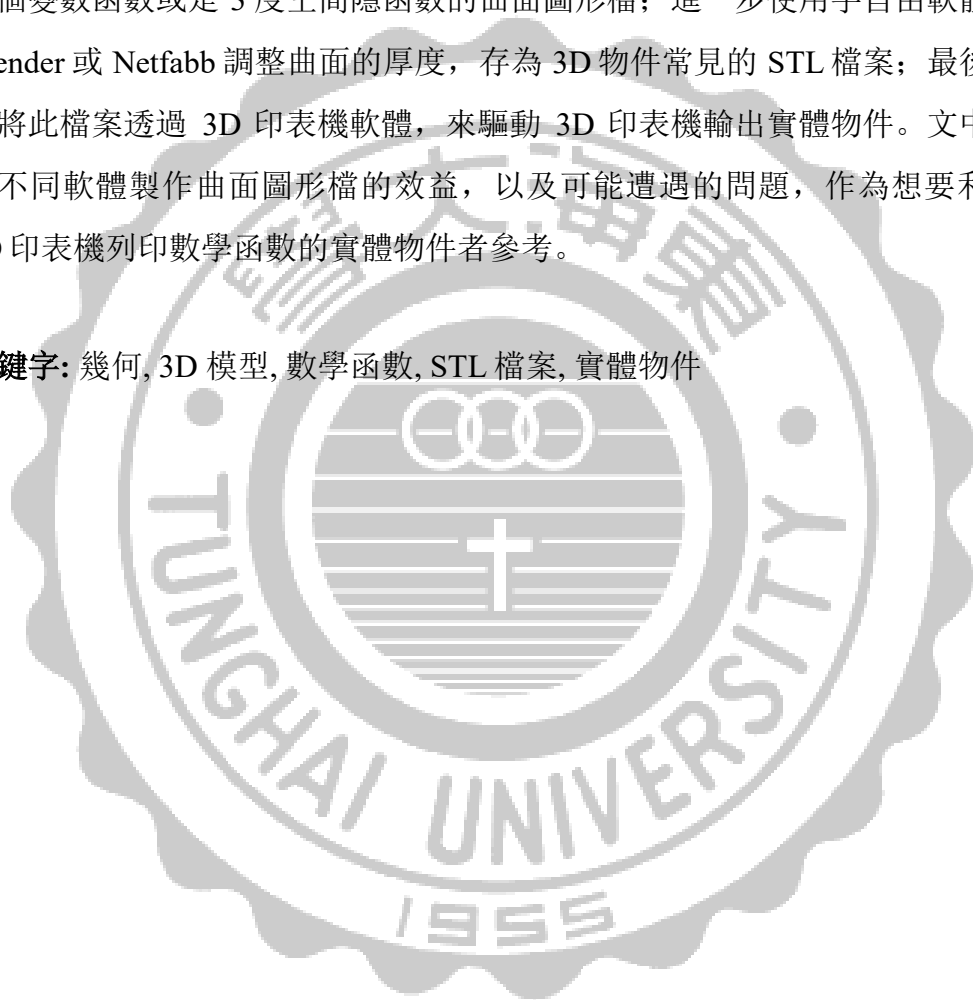 個變數函數或是 3 度空間隱函數的曲面圖形檔；進一步使用字自由軟體
ender 或 Netfabb 調整曲面的厚度，存為 3D 物件常見的 STL 檔案；最後
將此檔案透過 3D 印表機軟體，來驅動 3D 印表機輸出實體物件。文中
不同軟體製作曲面圖形檔的效益，以及可能遭遇的問題，作為想要利
印表機列印數學函數的實體物件者參考。
鍵字: 幾何, 3D 模型, 數學函數, STL 檔案, 實體物件
學大海東
TUNGHAI UNIVERSITY
1955